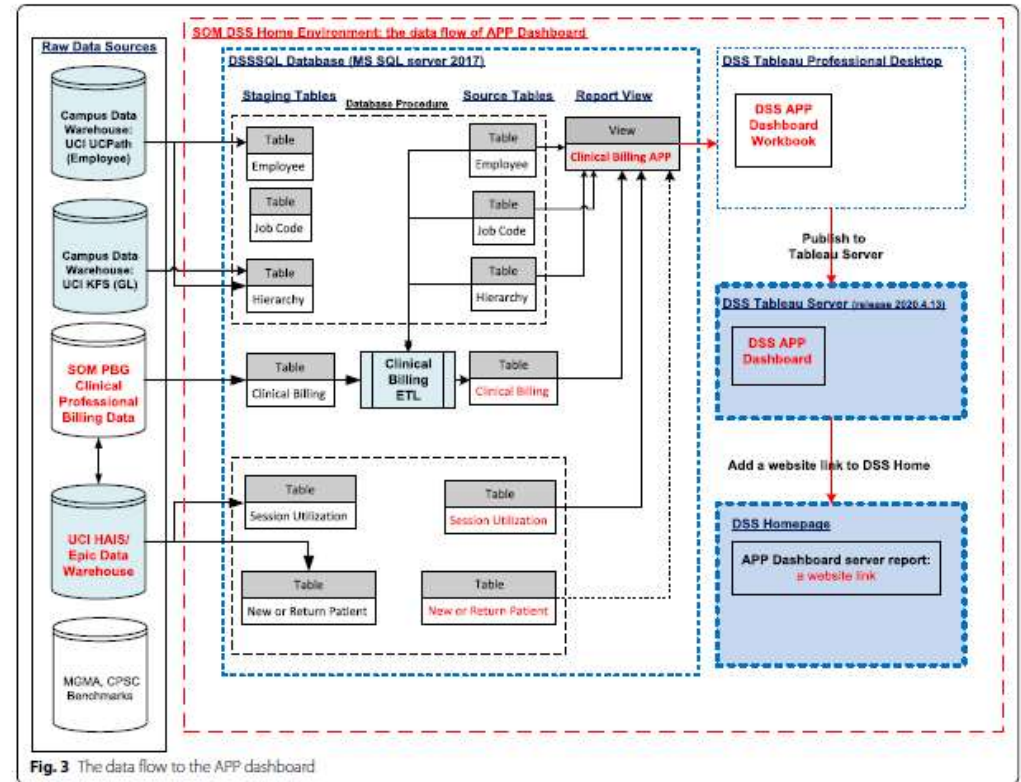 SOM DSS Home Environment: the data flow of APP Dashboard
Raw Data Sources
Campus Data
Warehouse:
UCI UCPath
(Employee)
Campus Data
Warehouse:
UCI KFS (GL)
SOM PBG
Clinical
Professional
Billing Data
UCI HAIS/
Epic Data
Warehouse
MGMA, CPSC
Benchmarks
DSSSQL Database (MS SQL server 2017)
Staging Tables
Database Procedure
Source Tables
Report View
Table
Employee
Table
Job Code
Table
Hierarchy
Table
Clinical Billing
Clinical
Billing
ETL
Table
Employee
Table
Job Code
Table
Hierarchy
Table
Clinical Billing
View
Clinical Billing APP
Table
Session Utilization
Table
New or Return Patient
Table
Session Utilization
Table
New or Return Patient
DSS Tableau Professional Desktop
DSS APP
Dashboard
Workbook
Publish to
Tableau Server
DSS Tableau Server (release 2020.4.13)
DSS APP
Dashboard
Add a website link to DSS Home
DSS Homepage
APP Dashboard server report:
a website link
Fig. 3 The data flow to the APP dashboard